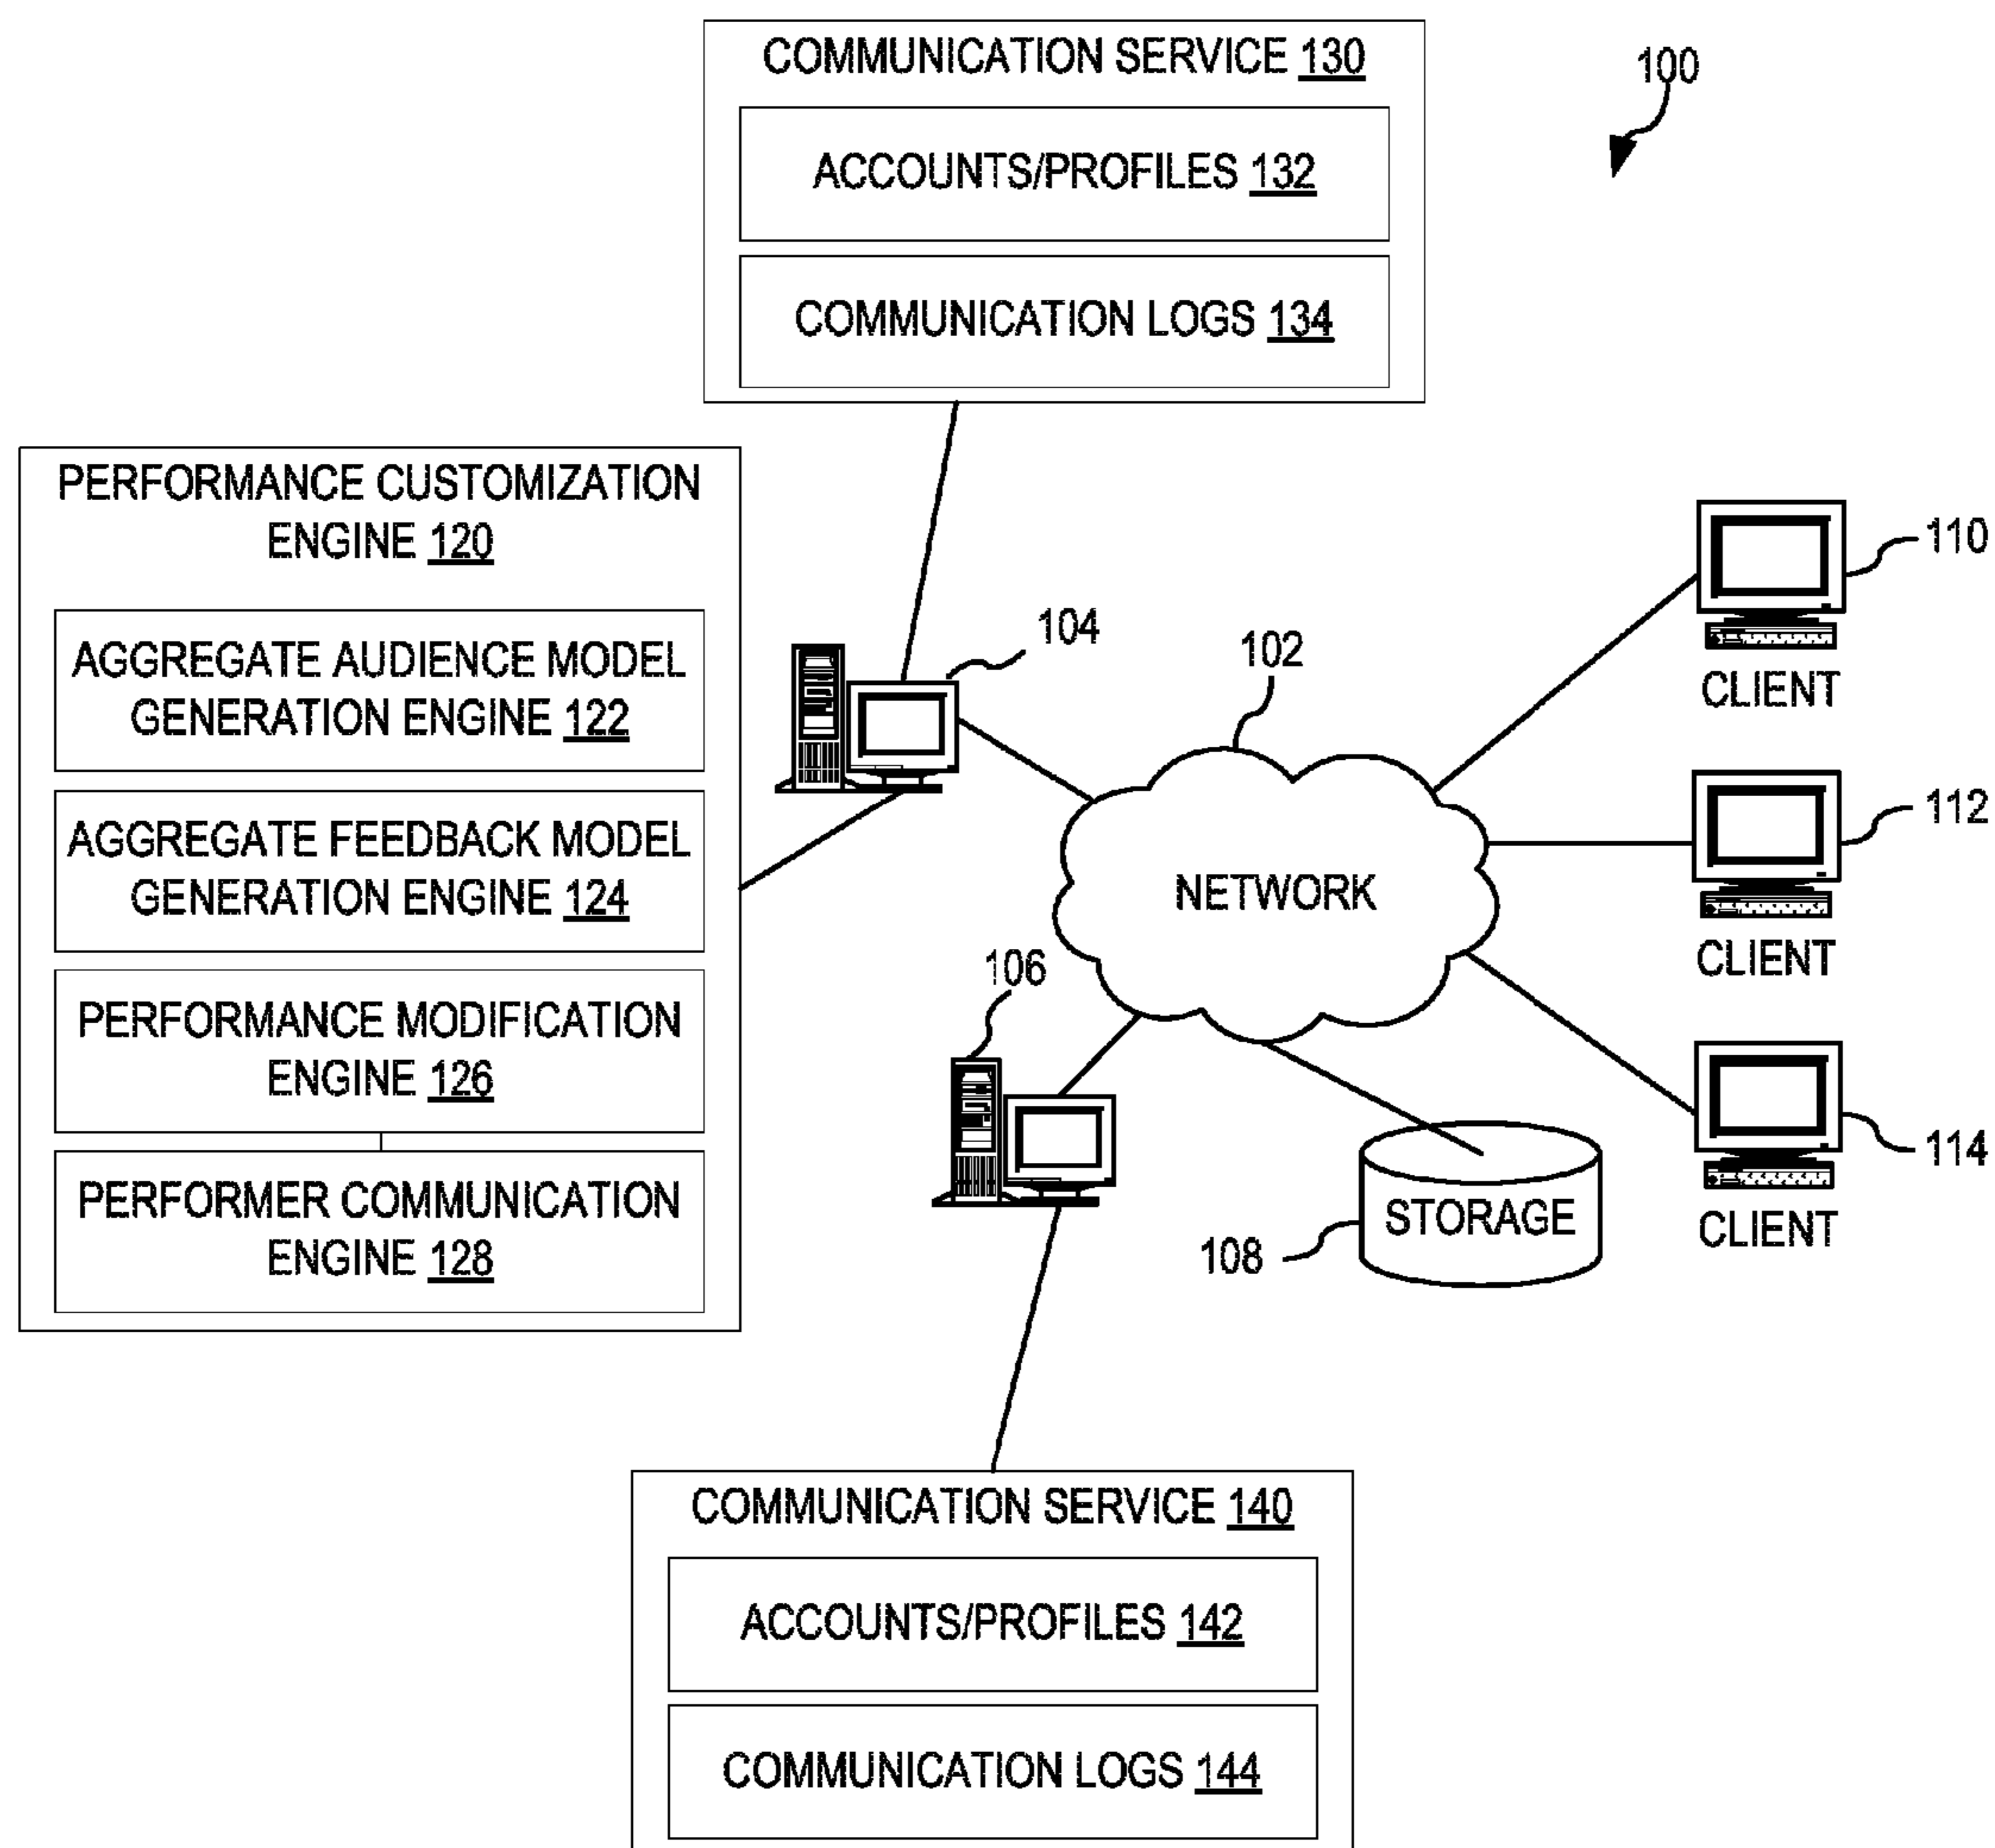 COMMUNICATION SERVICE 130
ACCOUNTS/PROFILES 132
COMMUNICATION LOGS 134
100
PERFORMANCE CUSTOMIZATION
ENGINE 120
AGGREGATE AUDIENCE MODEL
GENERATION ENGINE 122
AGGREGATE FEEDBACK MODEL
GENERATION ENGINE 124
PERFORMANCE MODIFICATION
ENGINE 126
PERFORMER COMMUNICATION
ENGINE 128
104
102
NETWORK
106
108
STORAGE
110
CLIENT
112
CLIENT
114
CLIENT
COMMUNICATION SERVICE 140
ACCOUNTS/PROFILES 142
COMMUNICATION LOGS 144